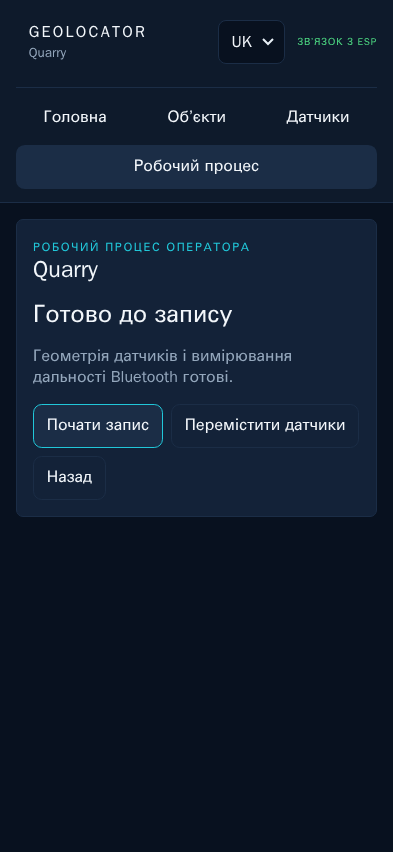 GEOLOCATOR
Quarry
UK
ЗВ'ЯЗОК З ESP
Головна
Об'єкти
Датчики
Робочий процес
РОБОЧИЙ ПРОЦЕС ОПЕРАТОРА
Quarry
Готово до запису
Геометрія датчиків і вимірювання
дальності Bluetooth готові.
Почати запис
Перемістити датчики
Назад